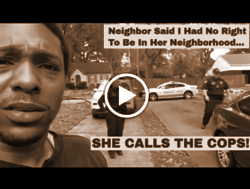 Neighbor Said I Had No Right
To Be In Her Neighborhood...
SHE CALLS THE COPS!